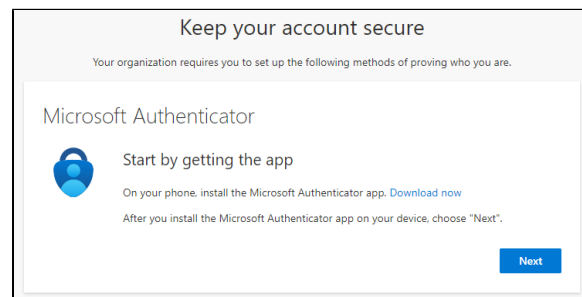 Keep your account secure
Your organization requires you to set up the following methods of proving who you are.
Microsoft Authenticator
Start by getting the app
On your phone, install the Microsoft Authenticator app. Download now
After you install the Microsoft Authenticator app on your device, choose "Next".
Next